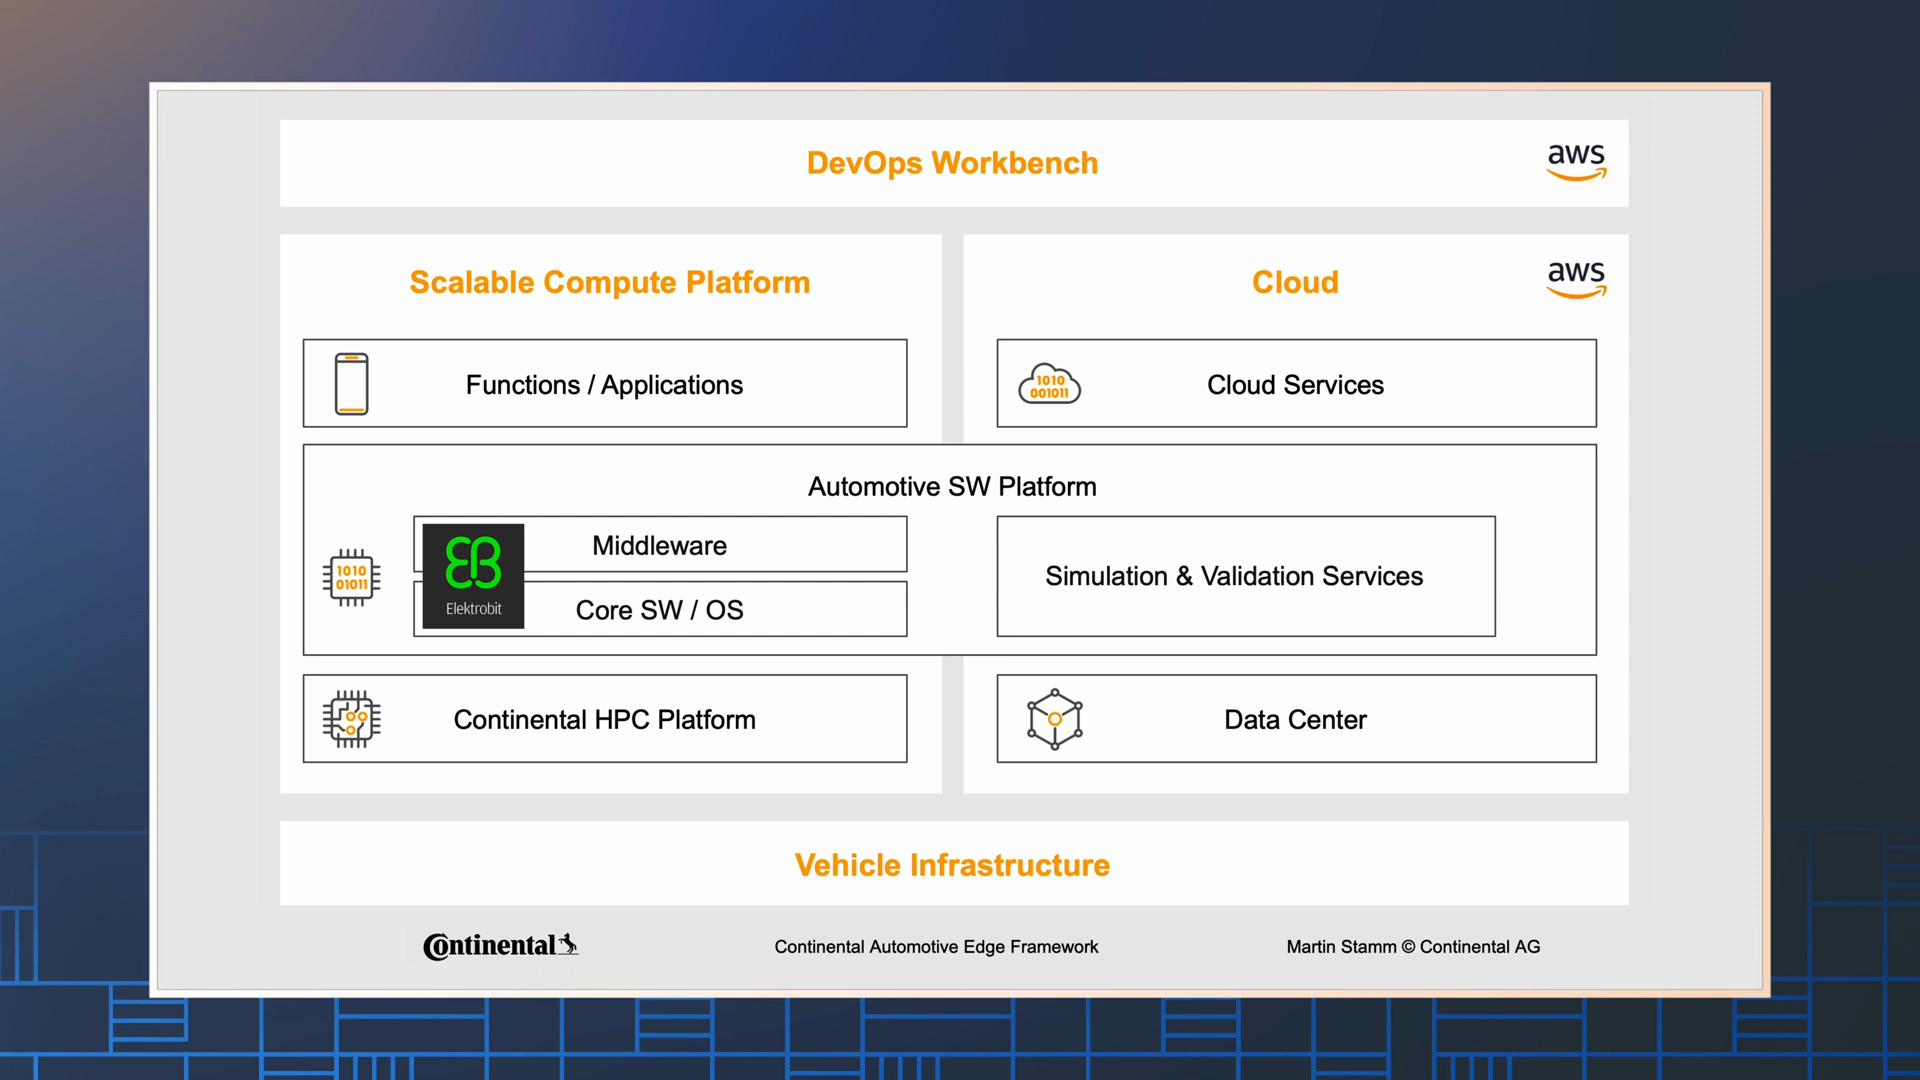 DevOps Workbench
aws
Scalable Compute Platform
Cloud
aws
Functions / Applications
1010
001011
Cloud Services
Automotive SW Platform
1010
01011
EB
Elektrobit
Middleware
Core SW / OS
Simulation & Validation Services
Continental HPC Platform
Data Center
Vehicle Infrastructure
Continental
Continental Automotive Edge Framework
Martin Stamm © Continental AG